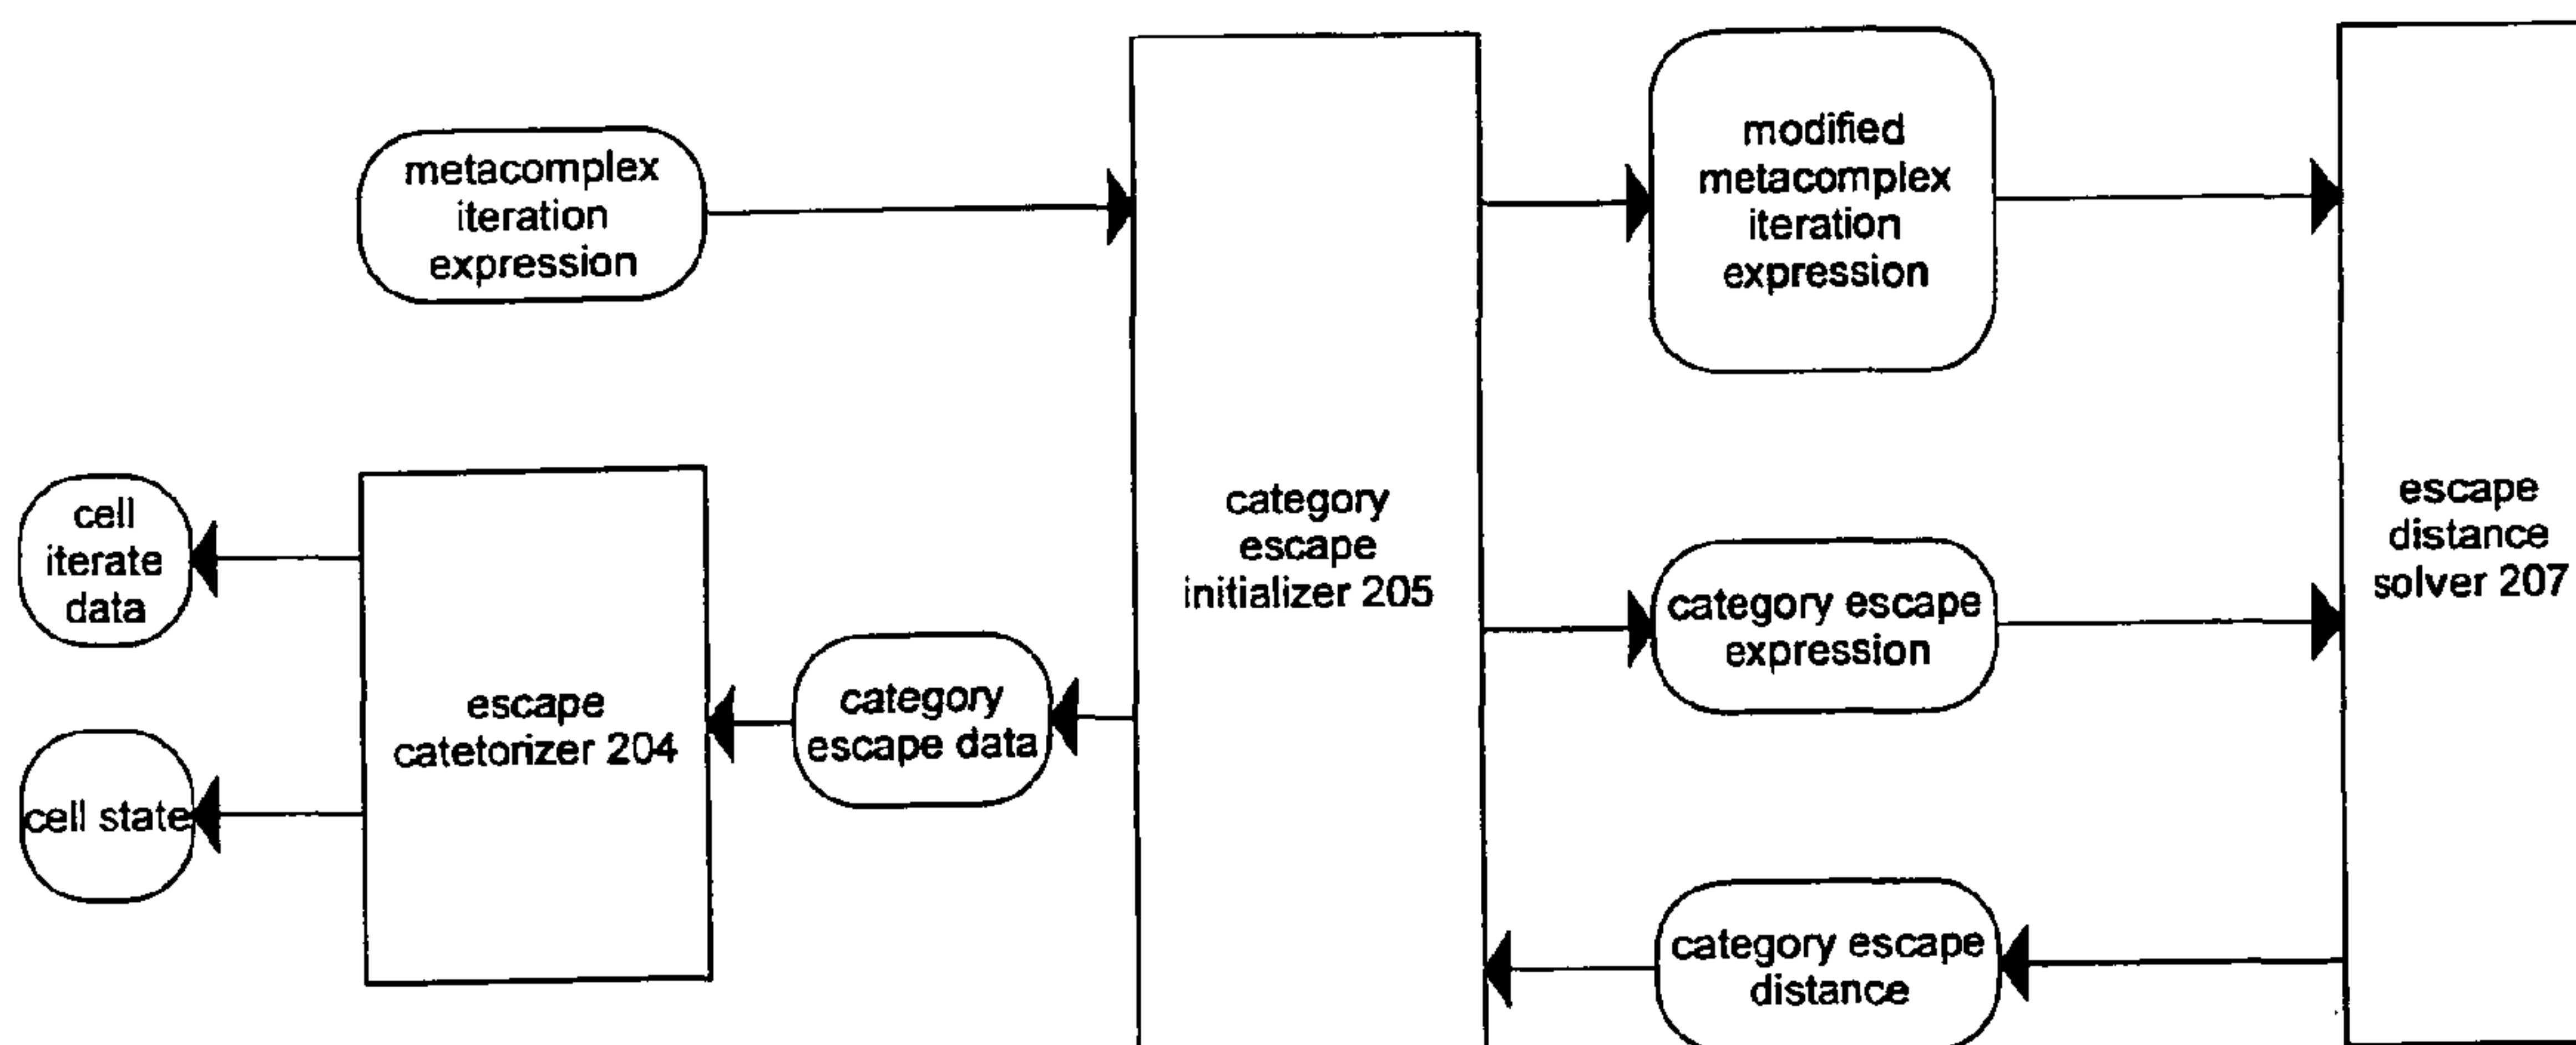 metacomplex
iteration
expression
modified
metacomplex
iteration
expression
cell
iterate
data
cell state
escape
catetorizer 204
category
escape data
category
escape
initializer 205
category escape
expression
category escape
distance
escape
distance
solver 207